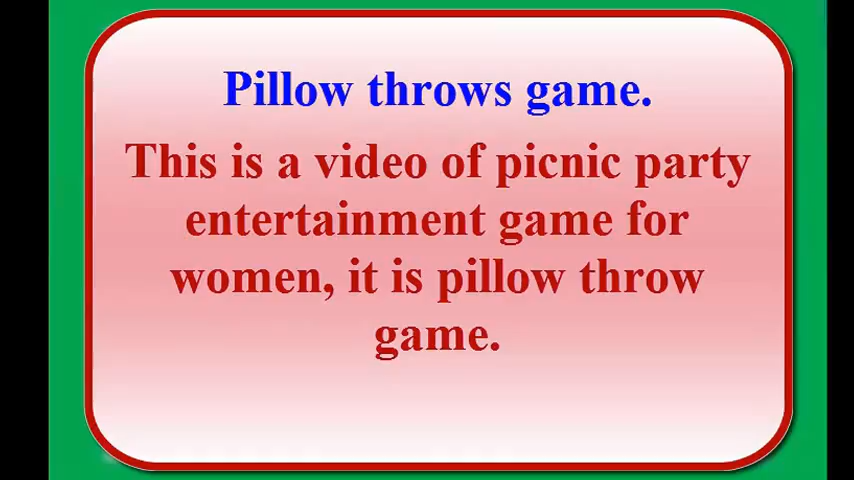 Pillow throws game.
This is a video of picnic party
entertainment game for
women, it is pillow throw
game.